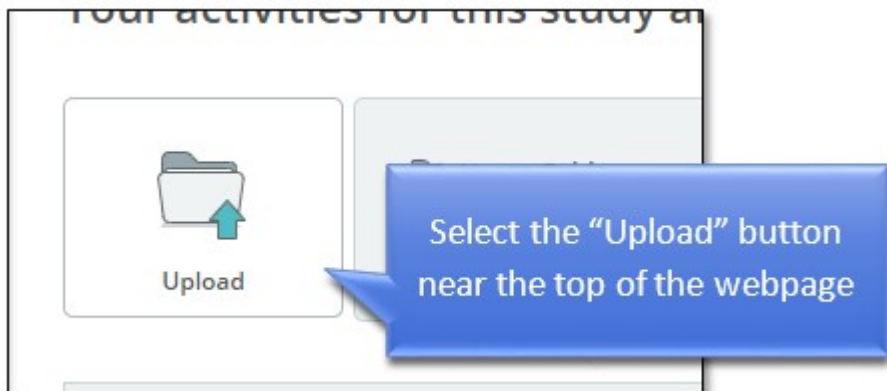 Your activities for this study
Upload
Select the “Upload” button
near the top of the webpage